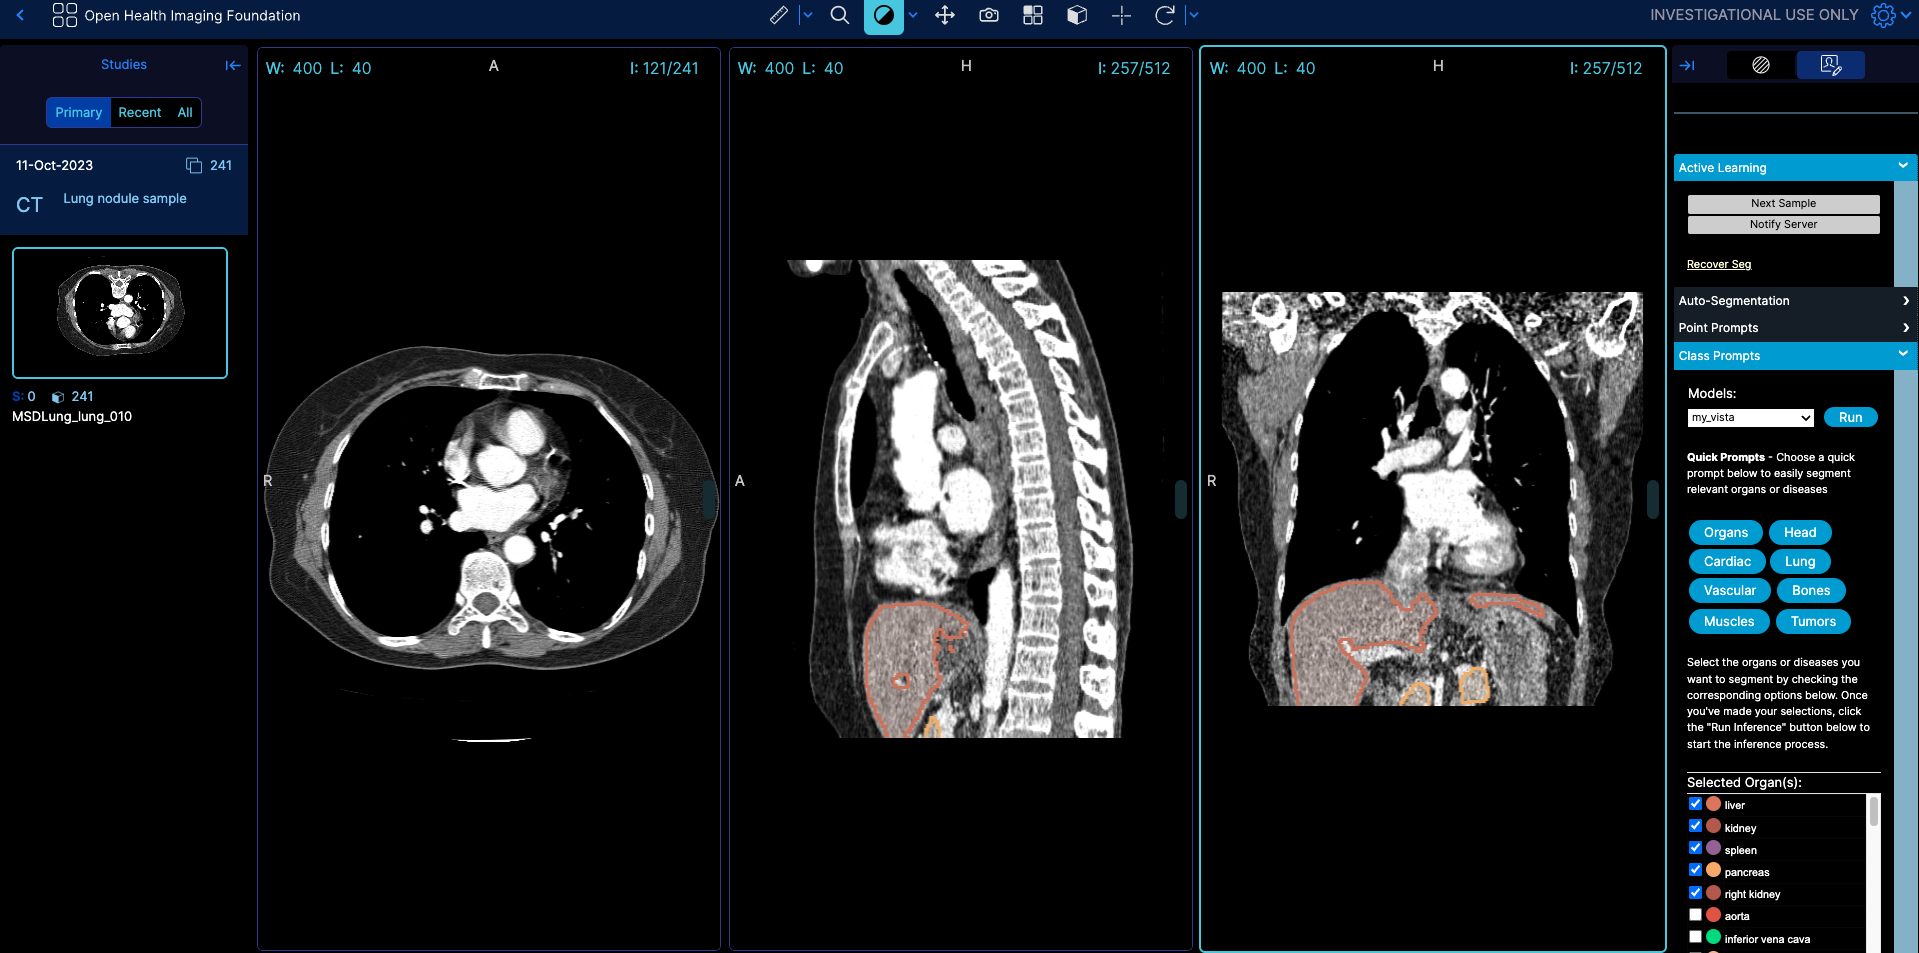 Open Health Imaging Foundation
INVESTIGATIONAL USE ONLY
Studies
Primary Recent All
11-Oct-2023 241
CT Lung nodule sample
S: 0 241
MSDLung_lung_010
W: 400 L: 40 A I: 121/241
R
W: 400 L: 40 H I: 257/512
A
W: 400 L: 40 H I: 257/512
R
Active Learning
Next Sample
Notify Server
Recover Seg
Auto-Segmentation
Point Prompts
Class Prompts
Models:
my_vista Run
Quick Prompts - Choose a quick
prompt below to easily segment
relevant organs or diseases
Organs Head
Cardiac Lung
Vascular Bones
Muscles Tumors
Select the organs or diseases you
want to segment by checking the
corresponding options below. Once
you've made your selections, click
the "Run Inference" button below to
start the inference process.
Selected Organ(s):
liver
kidney
spleen
pancreas
right kidney
aorta
inferior vena cava